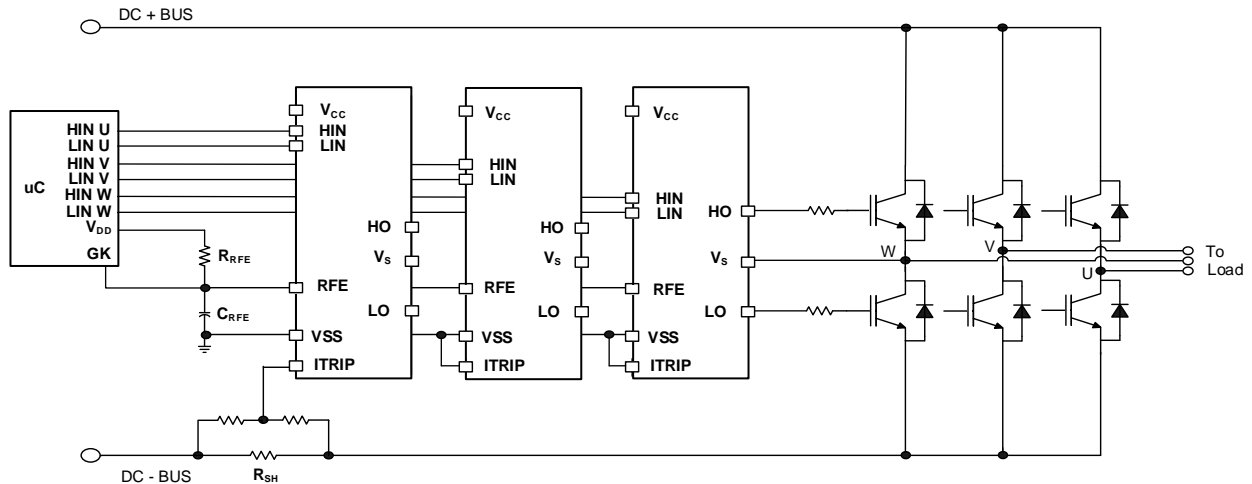 DC + BUS
uC
HIN U
LIN U
HIN V
LIN V
HIN W
LIN W
VDD
GK
RRFE
CRFE
VCC
HIN
LIN
HO
VS
RFE
LO
VSS
ITRIP
VCC
HIN
LIN
HO
VS
RFE
LO
VSS
ITRIP
VCC
HIN
LIN
HO
VS
RFE
LO
VSS
ITRIP
W
V
U
To
Load
DC - BUS
RSH